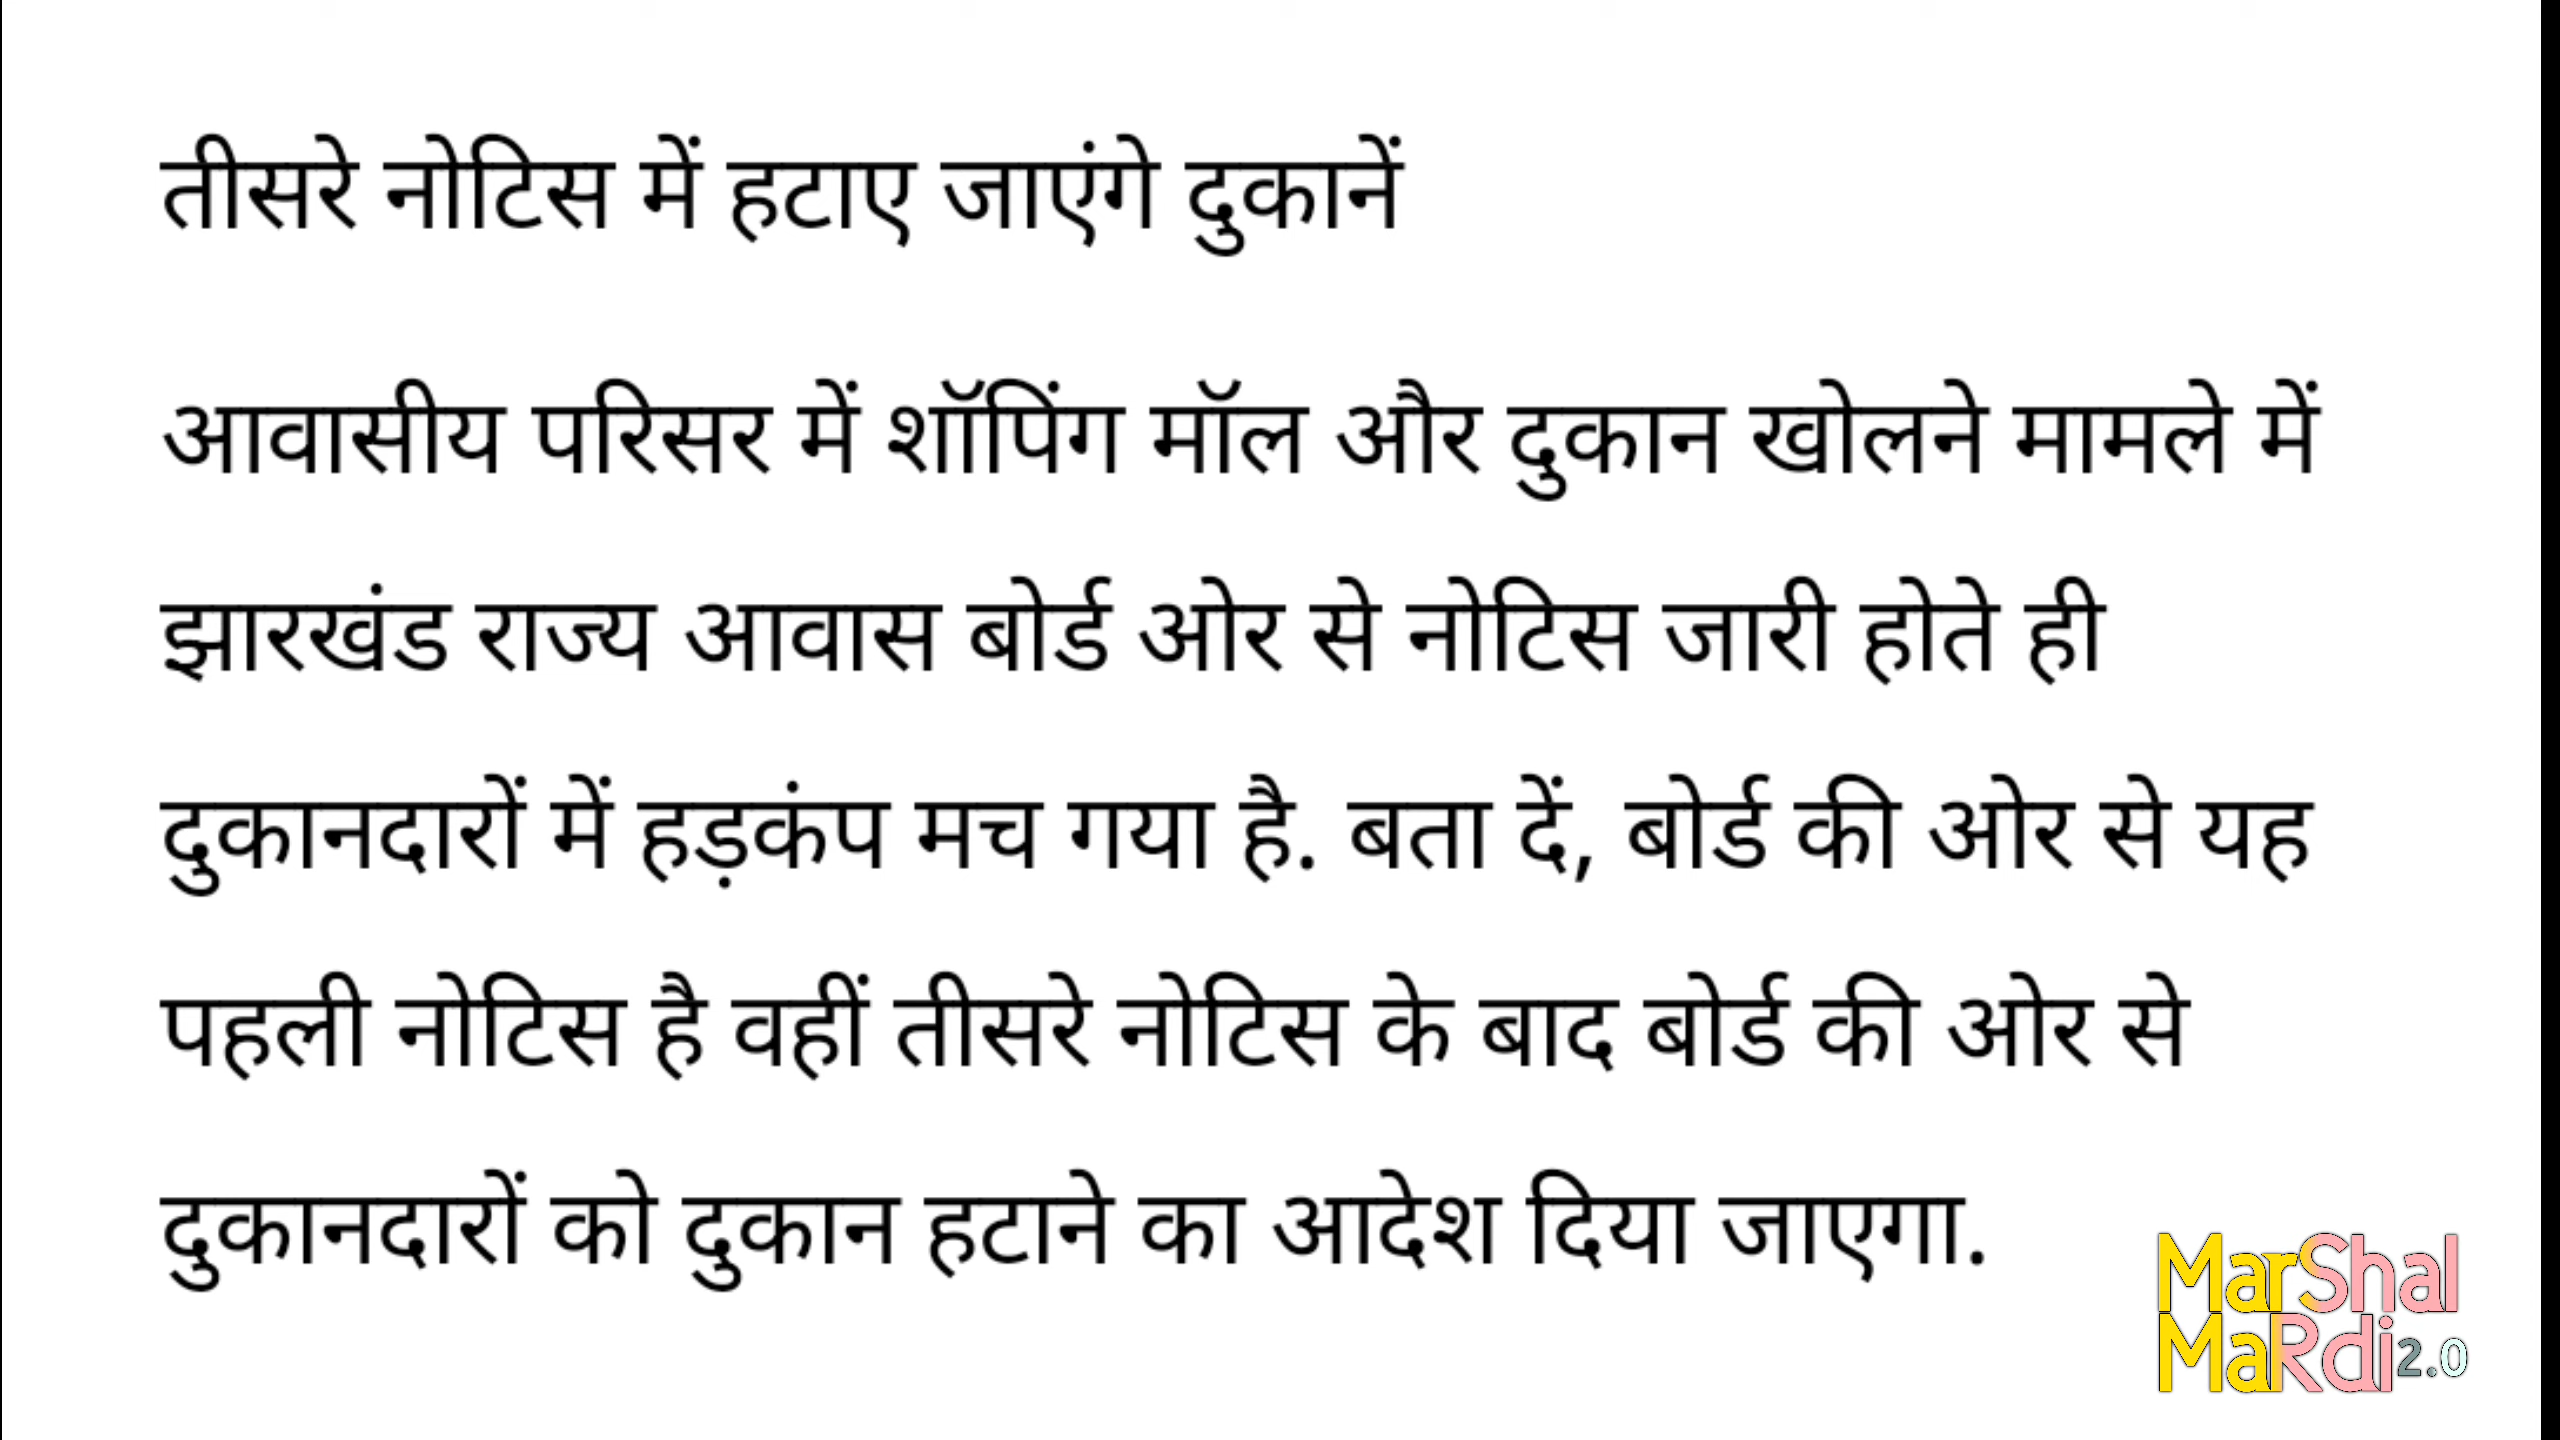 तीसरे नोटिस में हटाए जाएंगे दुकानें
आवासीय परिसर में शॉपिंग मॉल और दुकान खोलने मामले में
झारखंड राज्य आवास बोर्ड ओर से नोटिस जारी होते ही
दुकानदारों में हड़कंप मच गया है. बता दें, बोर्ड की ओर से यह
पहली नोटिस है वहीं तीसरे नोटिस के बाद बोर्ड की ओर से
दुकानदारों को दुकान हटाने का आदेश दिया जाएगा.
MarShal
MaRdi2.0